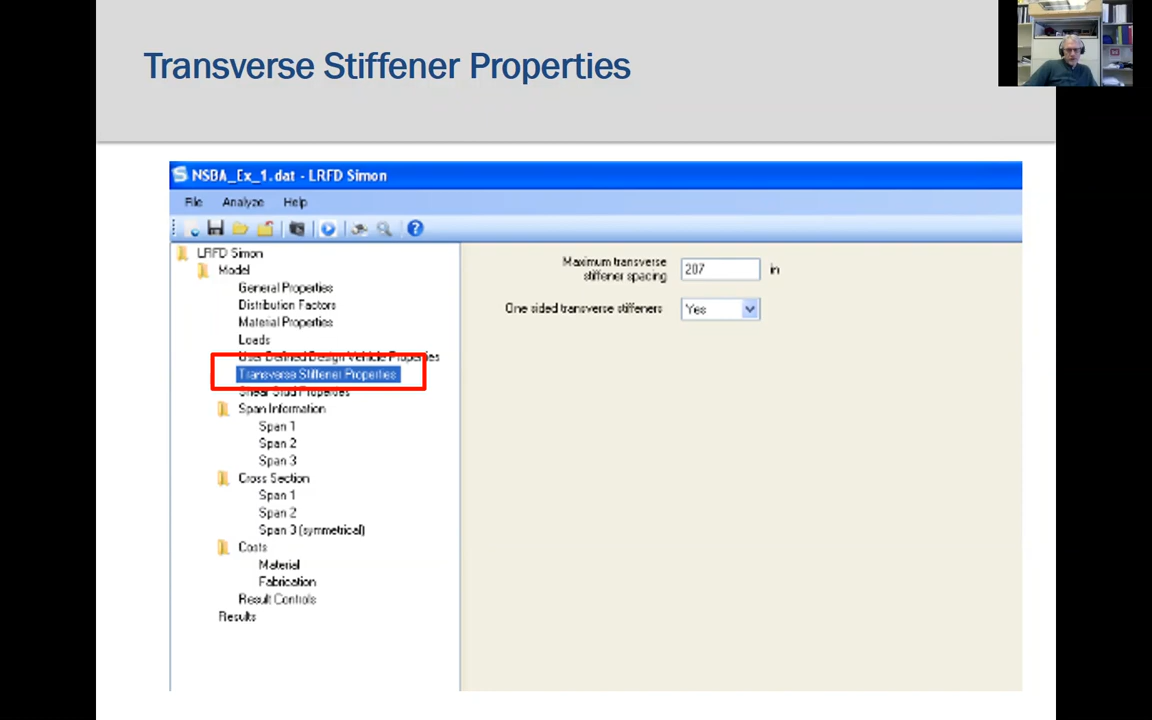 Transverse Stiffener Properties
NSBA_Ex_1.dat - LRFD Simon
File Analyze Help
LRFD Simon
Model
General Properties
Distribution Factors
Material Properties
Loads
User Defined Design Vehicle Properties
Transverse Stiffener Properties
Shear Stud Properties
Span Information
Span 1
Span 2
Span 3
Cross Section
Span 1
Span 2
Span 3 (symmetrical)
Costs
Material
Fabrication
Result Controls
Results
Maximum transverse
stiffener spacing
207 in
One sided transverse stiffeners Yes